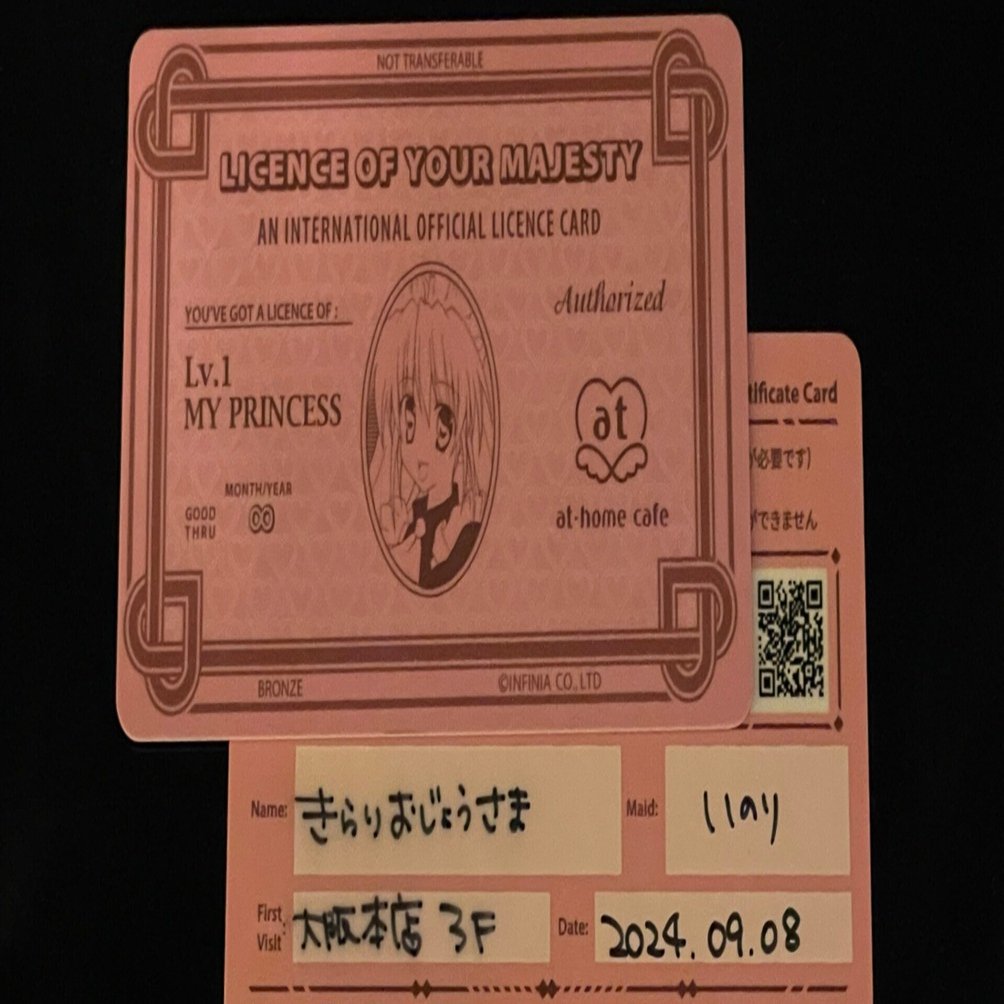 NOT TRANSFERABLE
LICENCE OF YOUR MAJESTY
AN INTERNATIONAL OFFICIAL LICENCE CARD
YOU'VE GOT A LICENCE OF ;
Authorized
Lv.1
MY PRINCESS
at
MONTH/YEAR
GOOD
THRU
∞
at-home cafe
BRONZE
©INFINIA CO., LTD
tificate Card
が必要です)
ができません
Name: きらりおじょうさま
Maid: いのり
First
Visit: 大阪本店 3F
Date: 2024.09.08